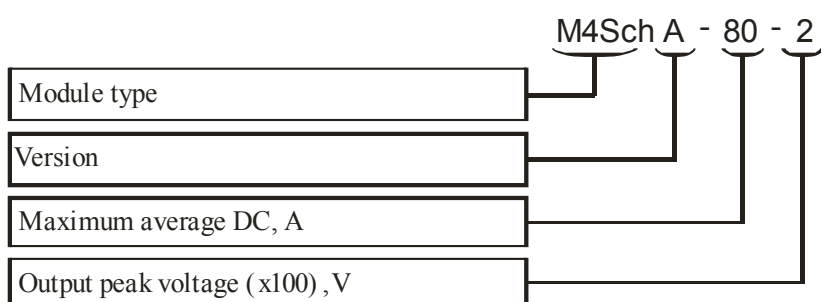 M4Sch A - 80 - 2
Module type
Version
Maximum average DC, A
Output peak voltage (x100) ,V